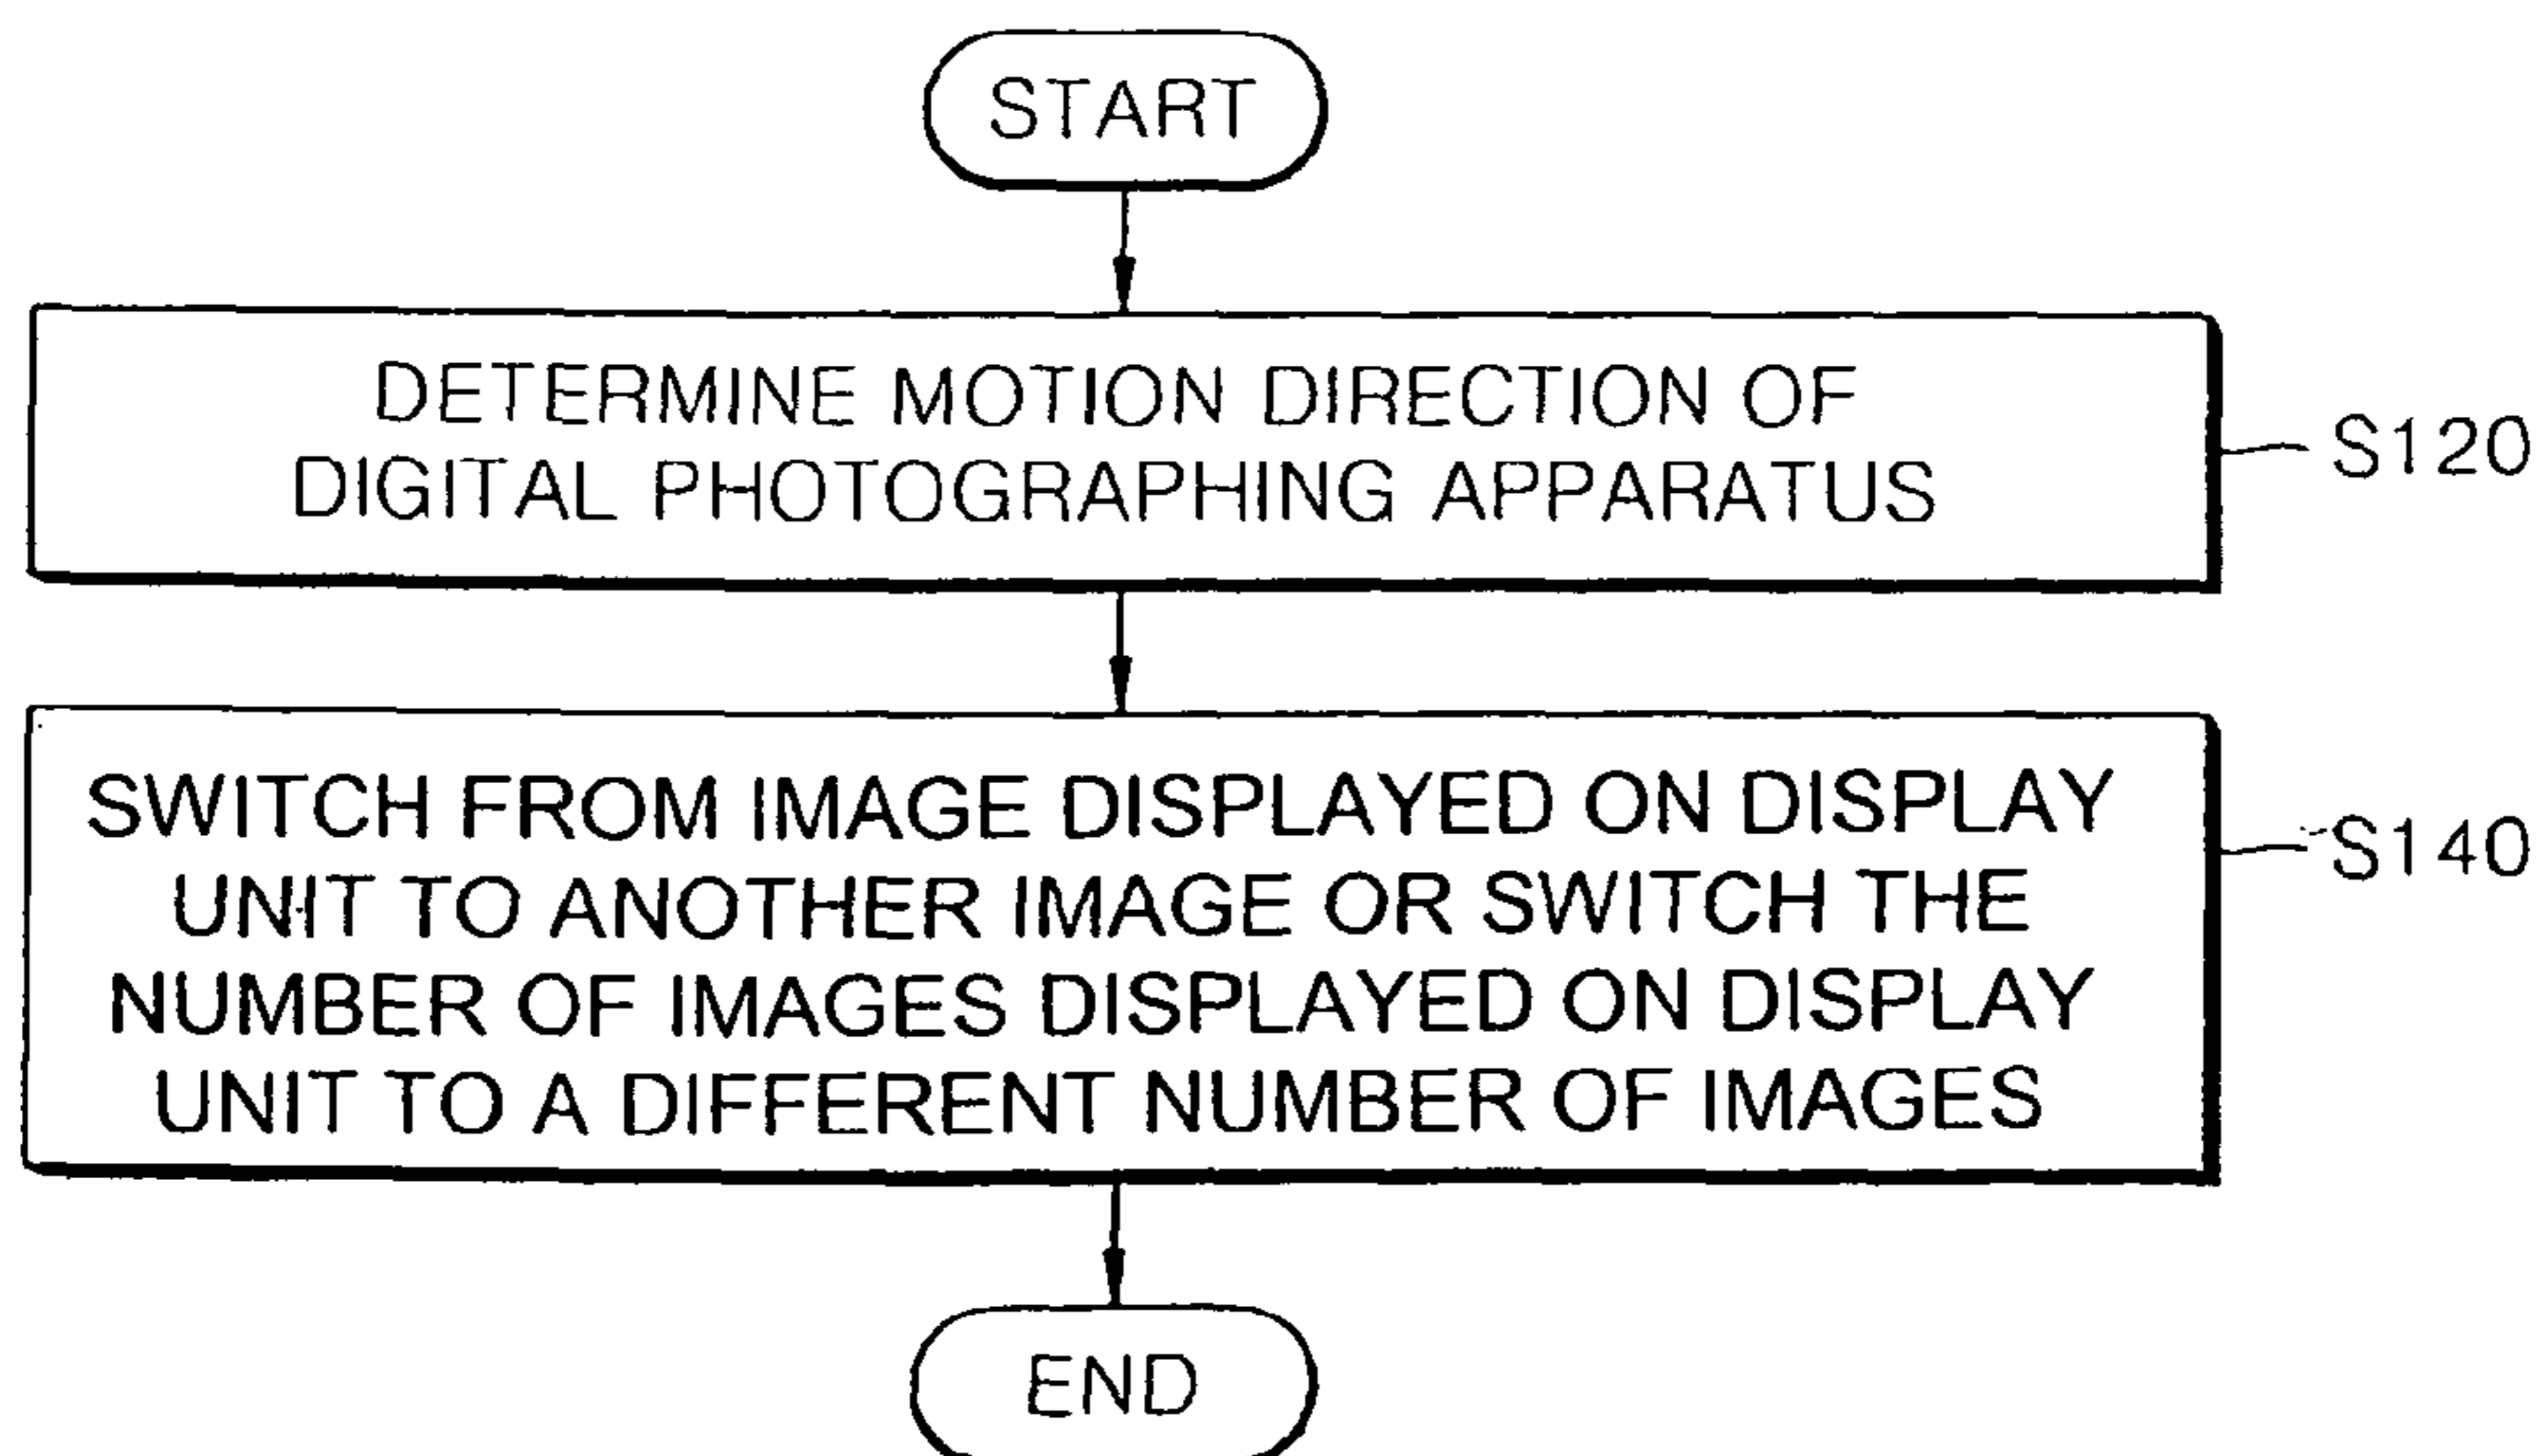 START
DETERMINE MOTION DIRECTION OF
DIGITAL PHOTOGRAPHING APPARATUS
S120
SWITCH FROM IMAGE DISPLAYED ON DISPLAY
UNIT TO ANOTHER IMAGE OR SWITCH THE
NUMBER OF IMAGES DISPLAYED ON DISPLAY
UNIT TO A DIFFERENT NUMBER OF IMAGES
S140
END